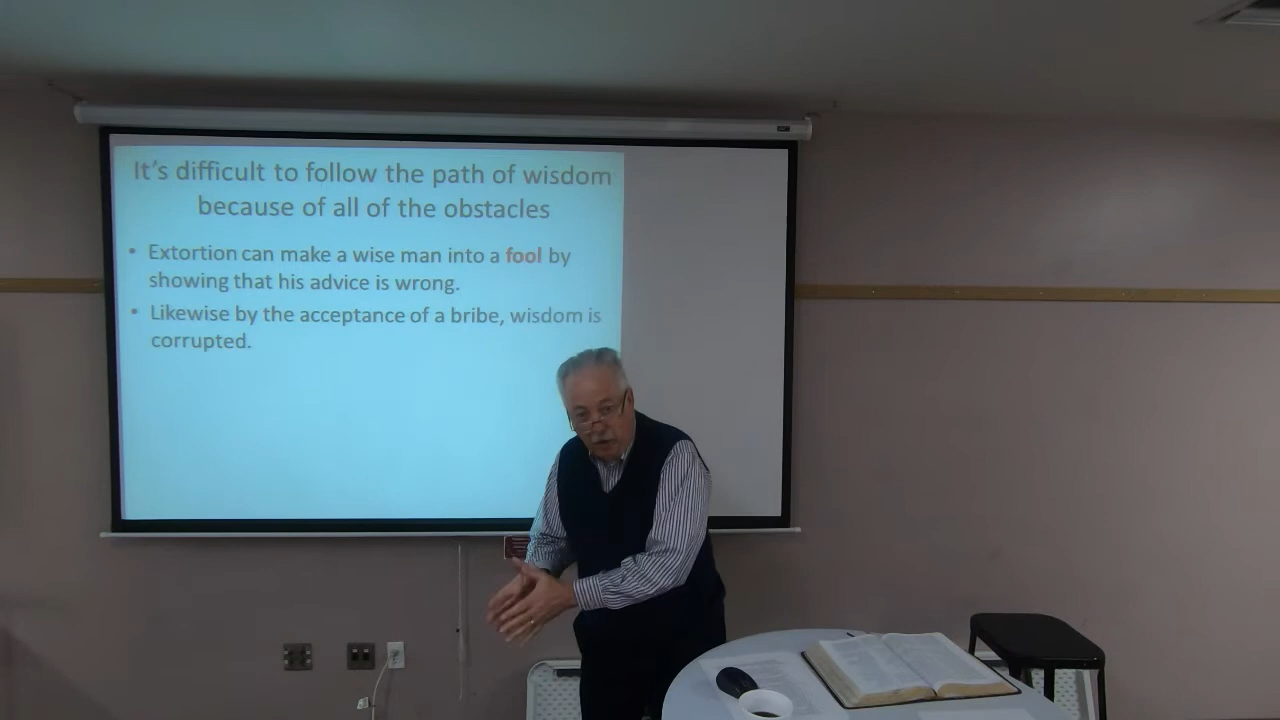 It's difficult to follow the path of wisdom
because of all of the obstacles
• Extortion can make a wise man into a fool by
showing that his advice is wrong.
• Likewise by the acceptance of a bribe, wisdom is
corrupted.